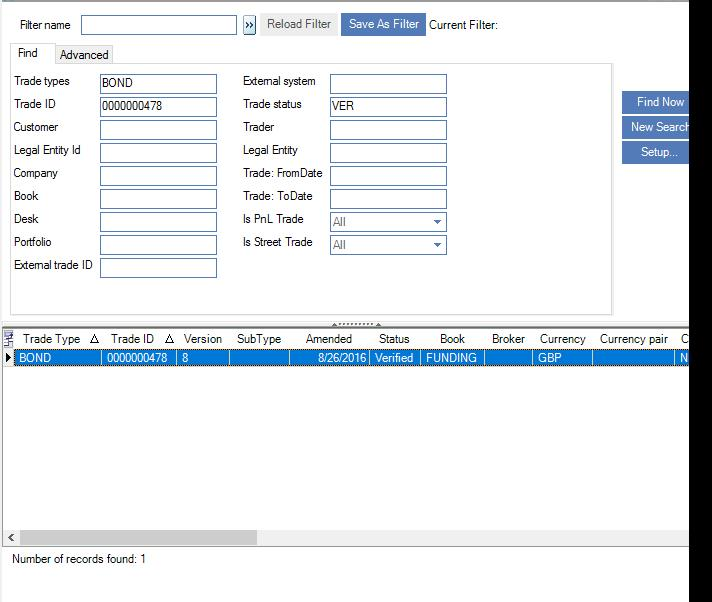 Filter name >> Reload Filter Save As Filter Current Filter:
Find Advanced
Trade types BOND External system
Trade ID 0000000478 Trade status VER Find Now
Customer Trader New Search
Legal Entity Id Legal Entity Setup...
Company Trade: FromDate
Book Trade: ToDate
Desk Is PnL Trade All
Portfolio Is Street Trade All
External trade ID
Trade Type Trade ID Version SubType Amended Status Book Broker Currency Currency pair C
BOND 0000000478 8 8/26/2016 Verified FUNDING GBP N
Number of records found: 1